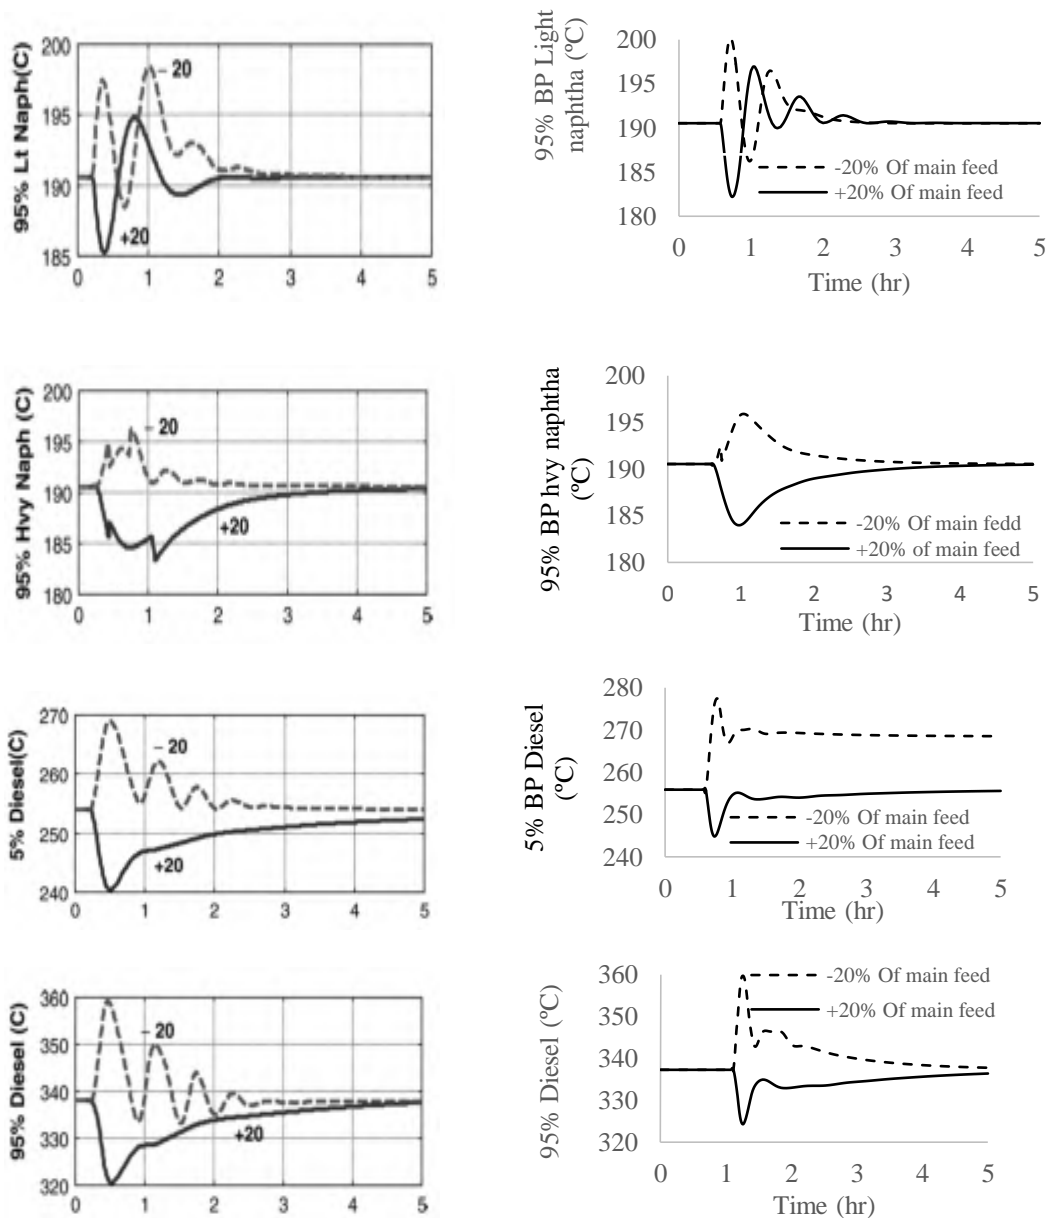 95% Lt Naph(C)
200
195
190
185
– 20
+20
0 1 2 3 4 5
95% BP Light
naphtha (ºC)
200
195
190
185
180
-20% Of main feed
+20% Of main feed
0 1 2 3 4 5
Time (hr)
95% Hvy Naph (C)
200
195
190
185
180
– 20
+20
0 1 2 3 4 5
95% BP hvy naphtha
(ºC)
200
195
190
185
180
-20% Of main fedd
+20% of main feed
0 1 2 3 4 5
Time (hr)
5% Diesel(C)
270
260
250
240
– 20
+20
0 1 2 3 4 5
5% BP Diesel
(ºC)
280
270
260
250
240
-20% Of main feed
+20% Of main feed
0 1 2 3 4 5
Time (hr)
95% Diesel (C)
360
350
340
330
320
– 20
+20
0 1 2 3 4 5
95% Diesel (ºC)
360
350
340
330
320
-20% Of main feed
+20% Of main feed
0 1 2 3 4 5
Time (hr)